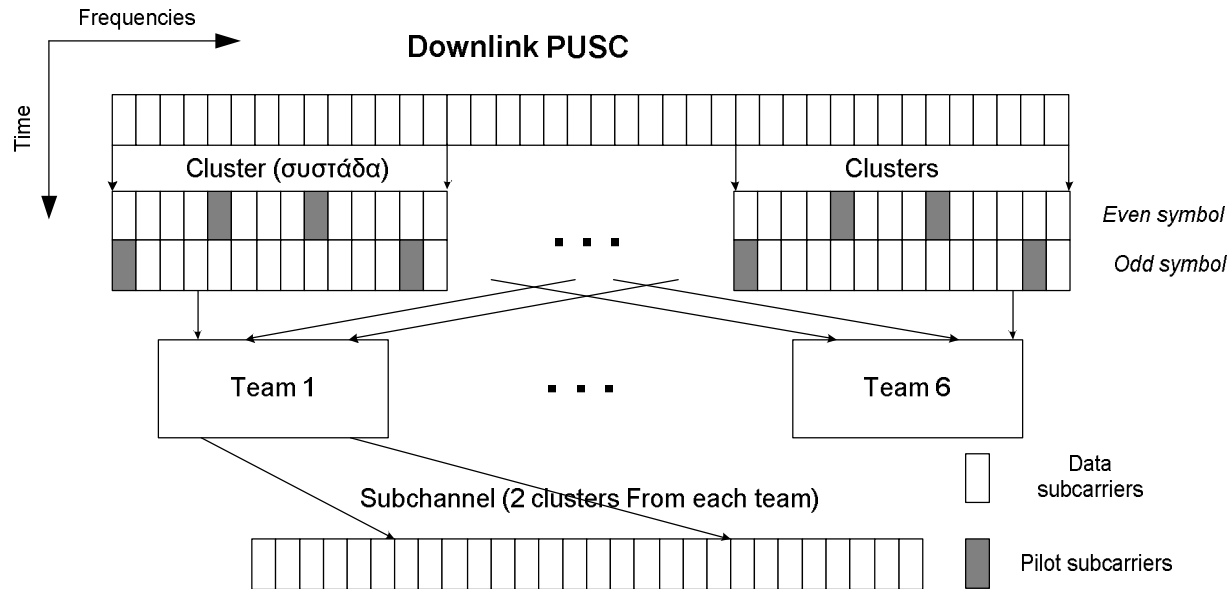 Frequencies
Downlink PUSC
Time
Cluster (συστάδα)
Clusters
Even symbol
. . .
Odd symbol
Team 1
. . .
Team 6
Data
subcarriers
Subchannel (2 clusters From each team)
Pilot subcarriers